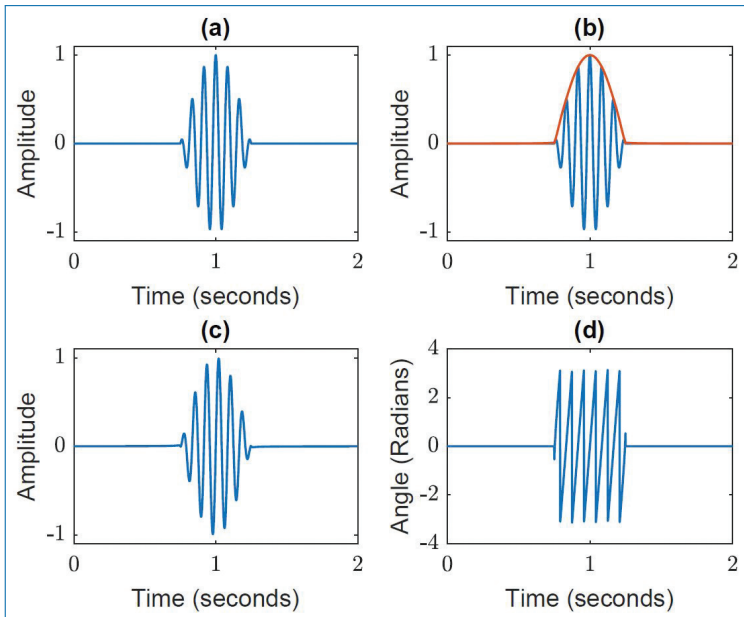 (a)
Amplitude
1
0
-1
0
1
2
Time (seconds)
(b)
Amplitude
1
0
-1
0
1
2
Time (seconds)
(c)
Amplitude
1
0
-1
0
1
2
Time (seconds)
(d)
Angle (Radians)
4
2
0
-2
-4
0
1
2
Time (seconds)